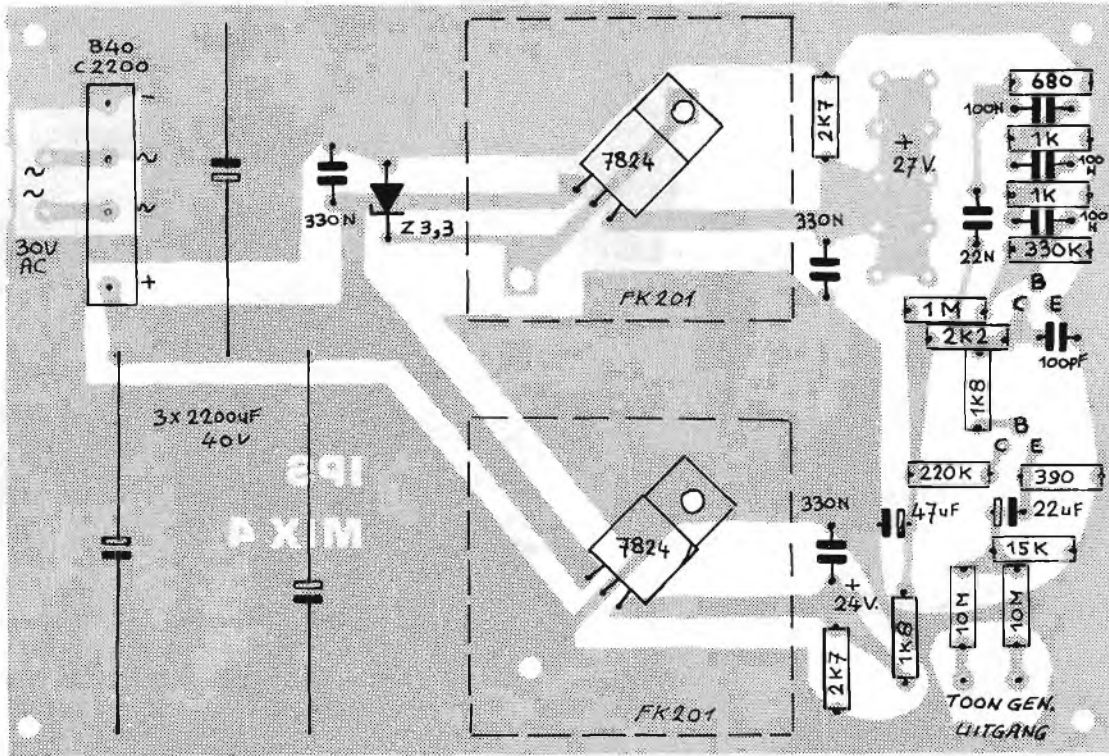 B40
C2200
−
~
~
+
~
~
30V
AC
330N
Z 3,3
7824
FK201
2K7
330N
+
27V.
680
100N
1K
100
N
1K
100
N
330K
22N
B
C E
1M
2K2
100pF
1K8
B
C E
220K
390
47uF
22uF
15K
3x2200uF
40V
IPS
MIX4
7824
330N
+
24V.
2K7
1K8
10M
10M
FK201
TOON GEN.
UITGANG